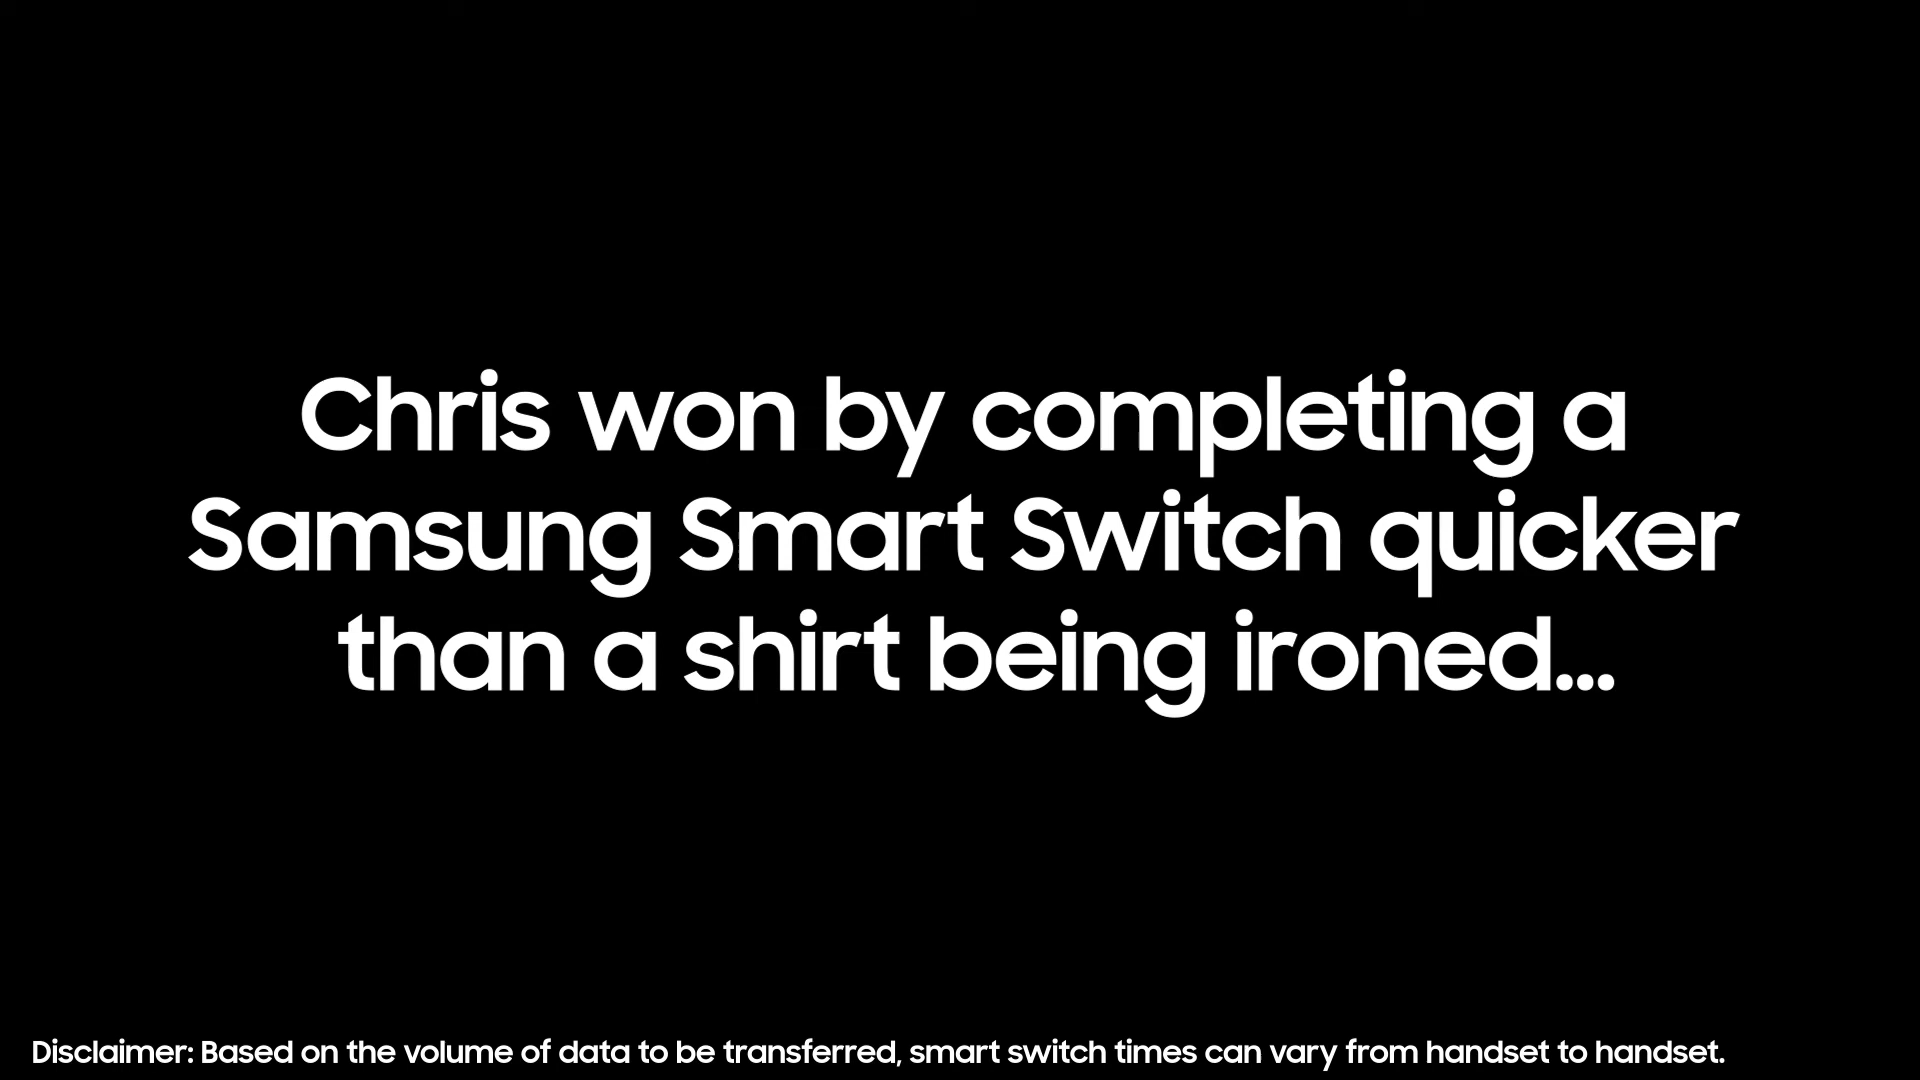 Chris won by completing a
Samsung Smart Switch quicker
than a shirt being ironed...
Disclaimer: Based on the volume of data to be transferred, smart switch times can vary from handset to handset.